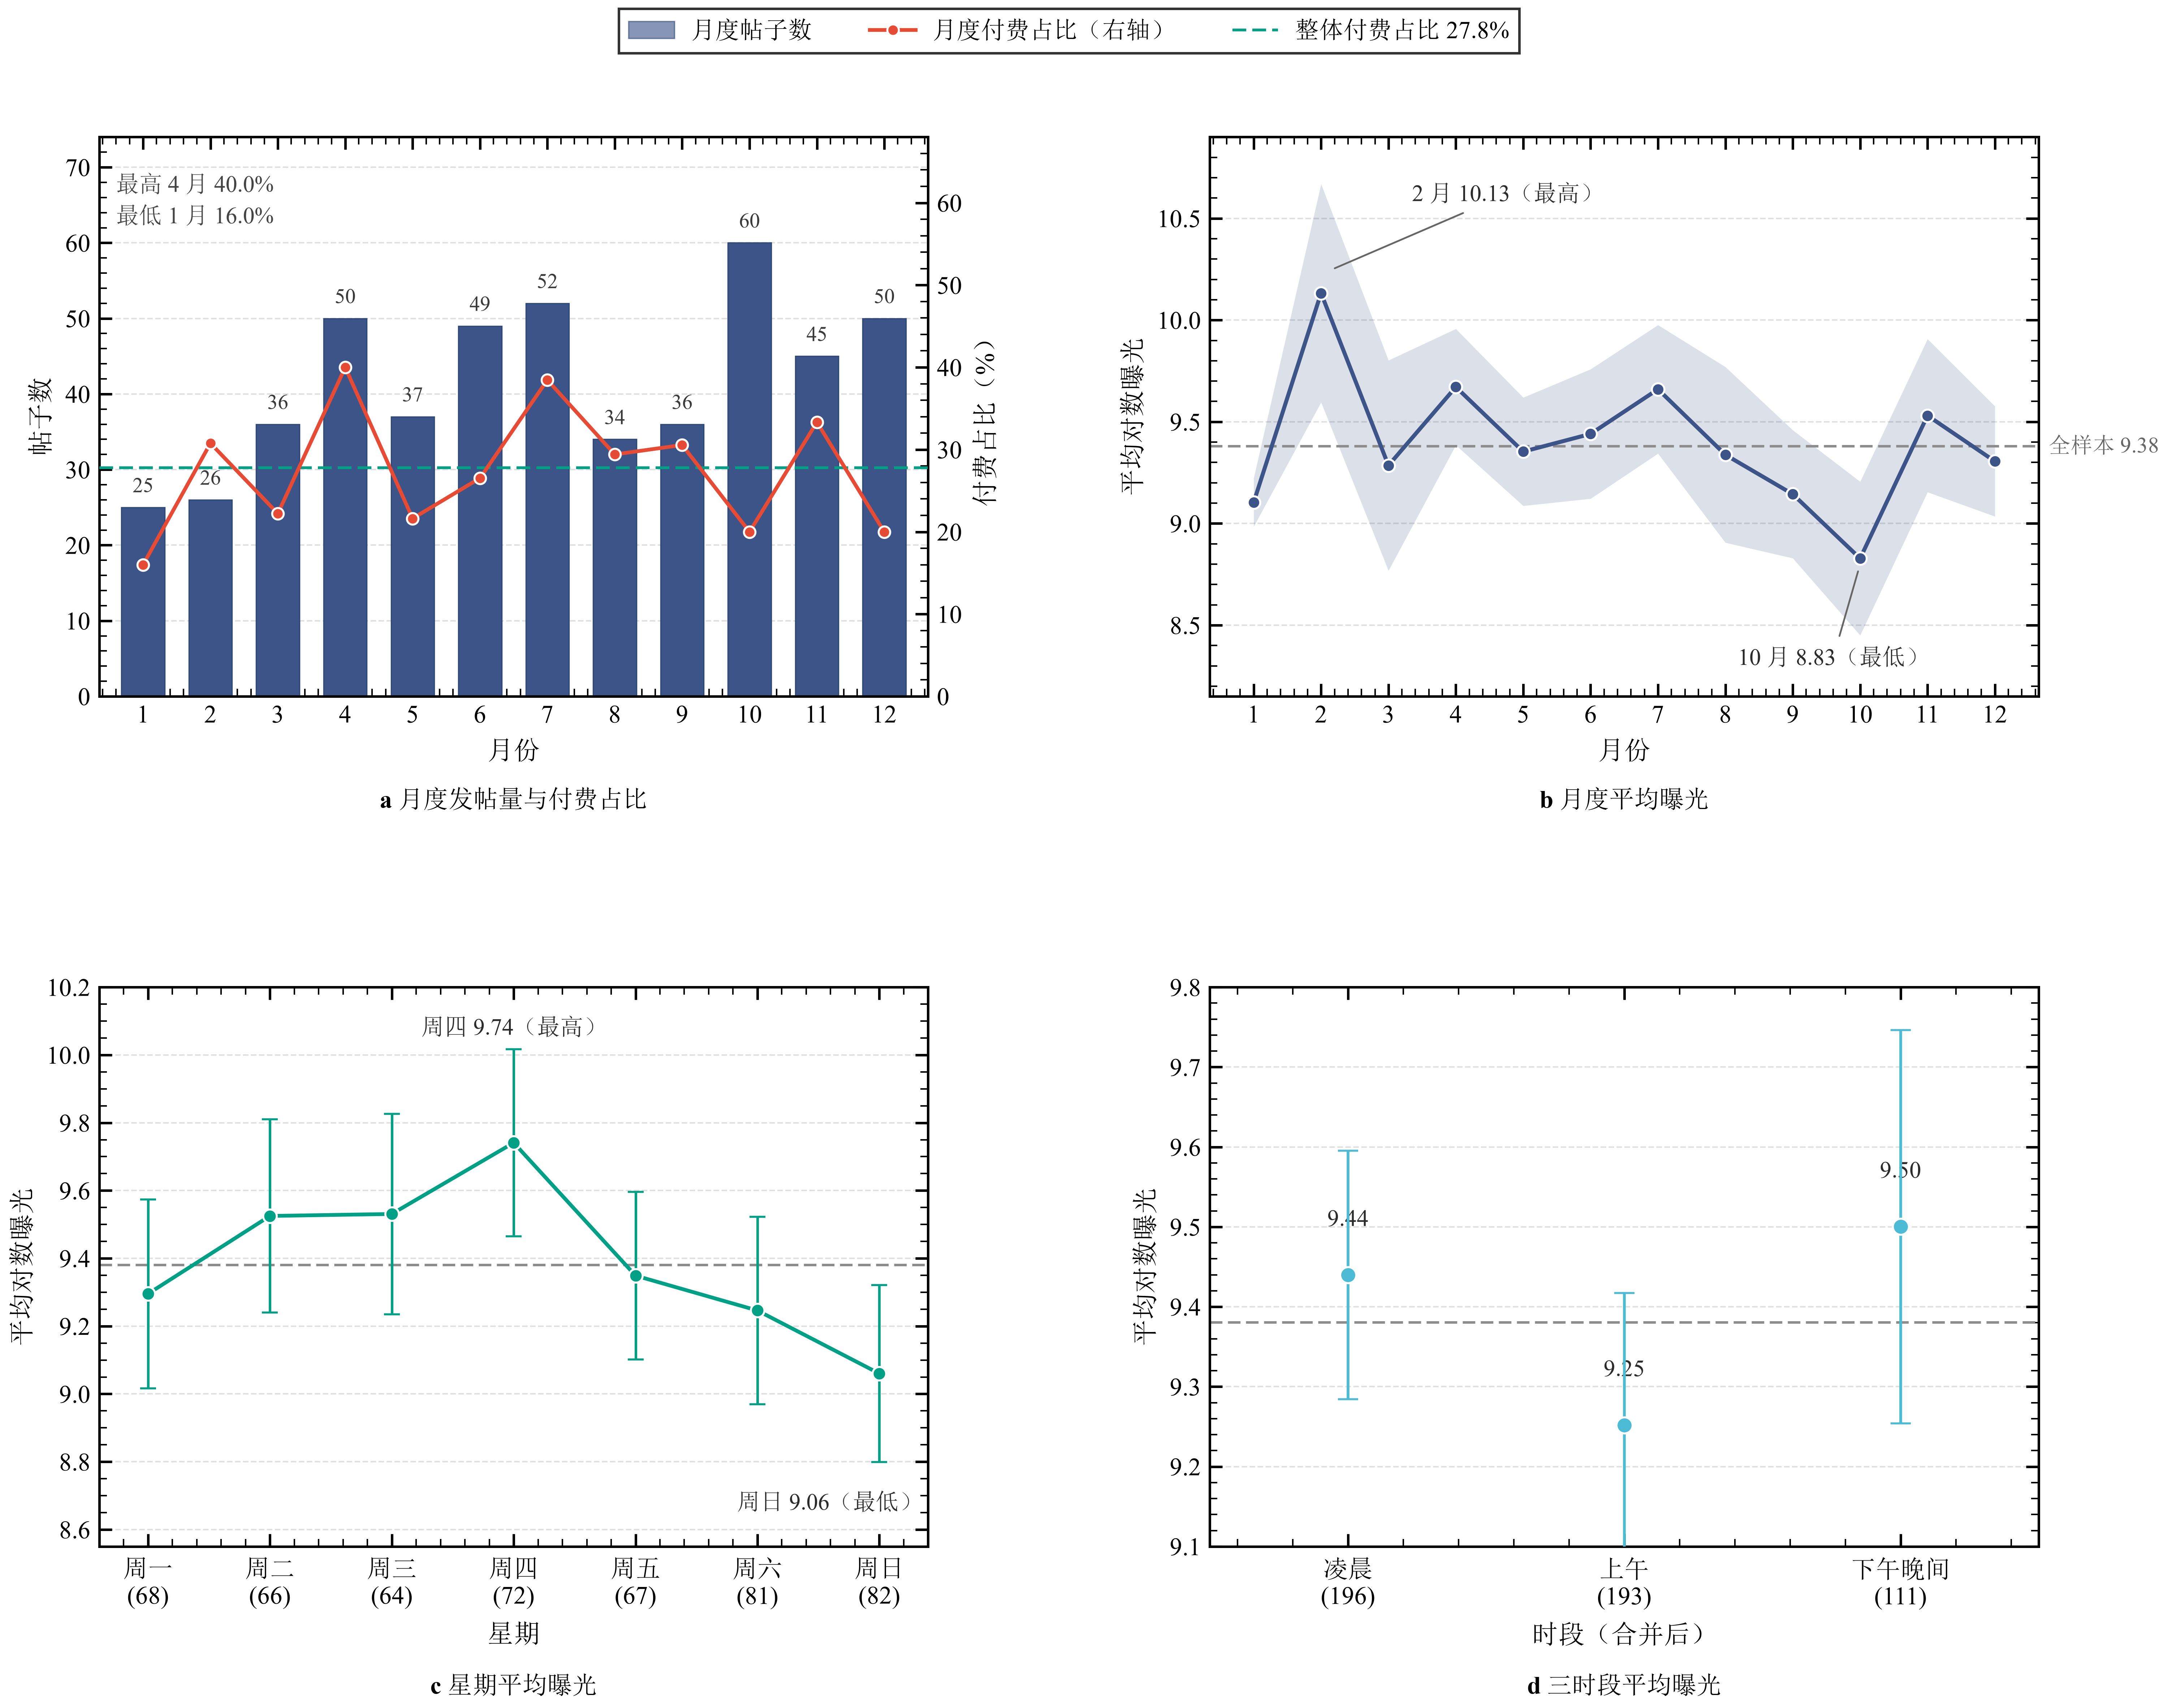 月度帖子数 月度付费占比（右轴） 整体付费占比 27.8%
最高 4 月 40.0%
最低 1 月 16.0%
70
60
50
40
30
20
10
0
帖子数
25
26
36
50
37
49
52
34
36
60
45
50
60
50
40
30
20
10
0
付费占比（%）
1 2 3 4 5 6 7 8 9 10 11 12
月份
a 月度发帖量与付费占比
10.5
10.0
9.5
9.0
8.5
平均对数曝光
2 月 10.13（最高）
全样本 9.38
10 月 8.83（最低）
1 2 3 4 5 6 7 8 9 10 11 12
月份
b 月度平均曝光
10.2
10.0
9.8
9.6
9.4
9.2
9.0
8.8
8.6
平均对数曝光
周四 9.74（最高）
周日 9.06（最低）
周一 周二 周三 周四 周五 周六 周日
(68) (66) (64) (72) (67) (81) (82)
星期
c 星期平均曝光
9.8
9.7
9.6
9.5
9.4
9.3
9.2
9.1
平均对数曝光
9.44
9.25
9.50
凌晨 上午 下午晚间
(196) (193) (111)
时段（合并后）
d 三时段平均曝光